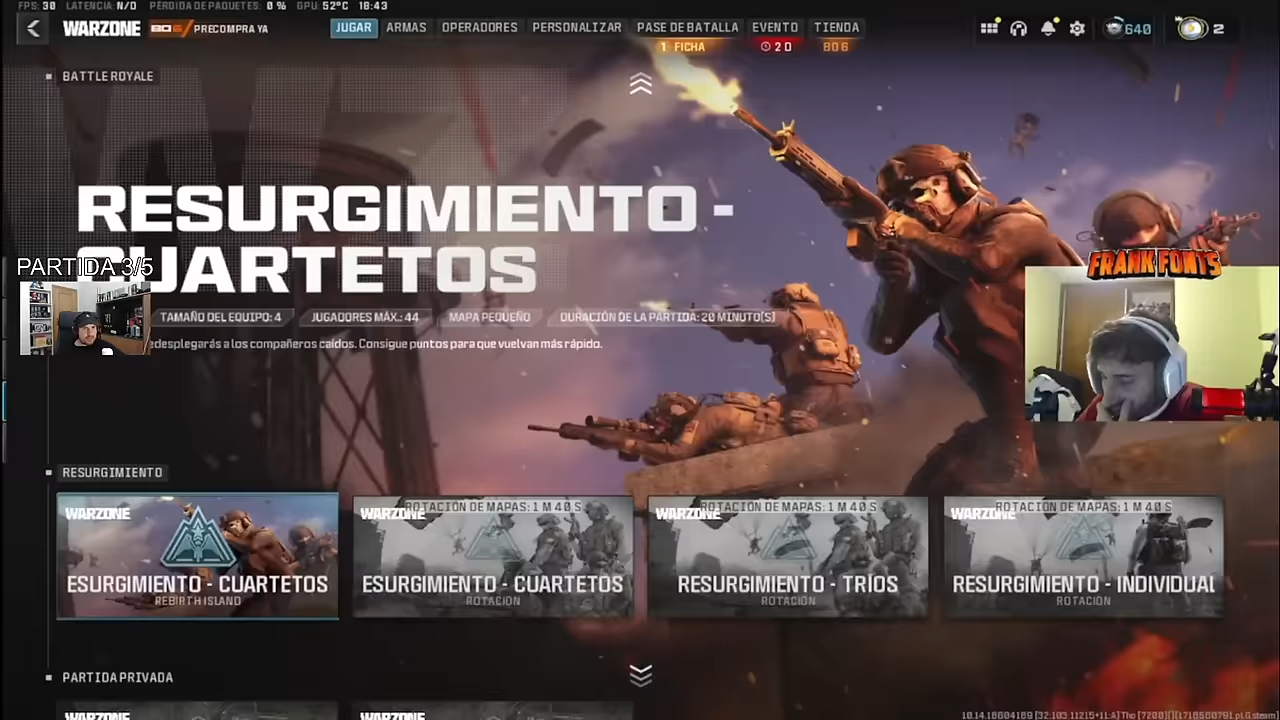 FPS: 30 LATENCIA: N/D PÉRDIDA DE PAQUETES: 0 % GPU: 52°C 18:43
WARZONE BO6 PRECOMPRA YA
JUGAR ARMAS OPERADORES PERSONALIZAR PASE DE BATALLA EVENTO TIENDA
640 2
1 FICHA 2 D BO6
BATTLE ROYALE
RESURGIMIENTO -
CUARTETOS
PARTIDA 3/5
FRANK FONTS
TAMAÑO DEL EQUIPO: 4 JUGADORES MÁX.: 44 MAPA PEQUEÑO DURACIÓN DE LA PARTIDA: 20 MINUTO(S)
edesplegarás a los compañeros caídos. Consigue puntos para que vuelvan más rápido.
RESURGIMIENTO
WARZONE
ESURGIMIENTO - CUARTETOS
REBIRTH ISLAND
ROTACIÓN DE MAPAS: 1 M 40 S
WARZONE
ESURGIMIENTO - CUARTETOS
ROTACIÓN
ROTACIÓN DE MAPAS: 1 M 40 S
WARZONE
RESURGIMIENTO - TRÍOS
ROTACIÓN
ROTACIÓN DE MAPAS: 1 M 40 S
WARZONE
RESURGIMIENTO - INDIVIDUAL
ROTACIÓN
PARTIDA PRIVADA
WARZONE
WARZONE